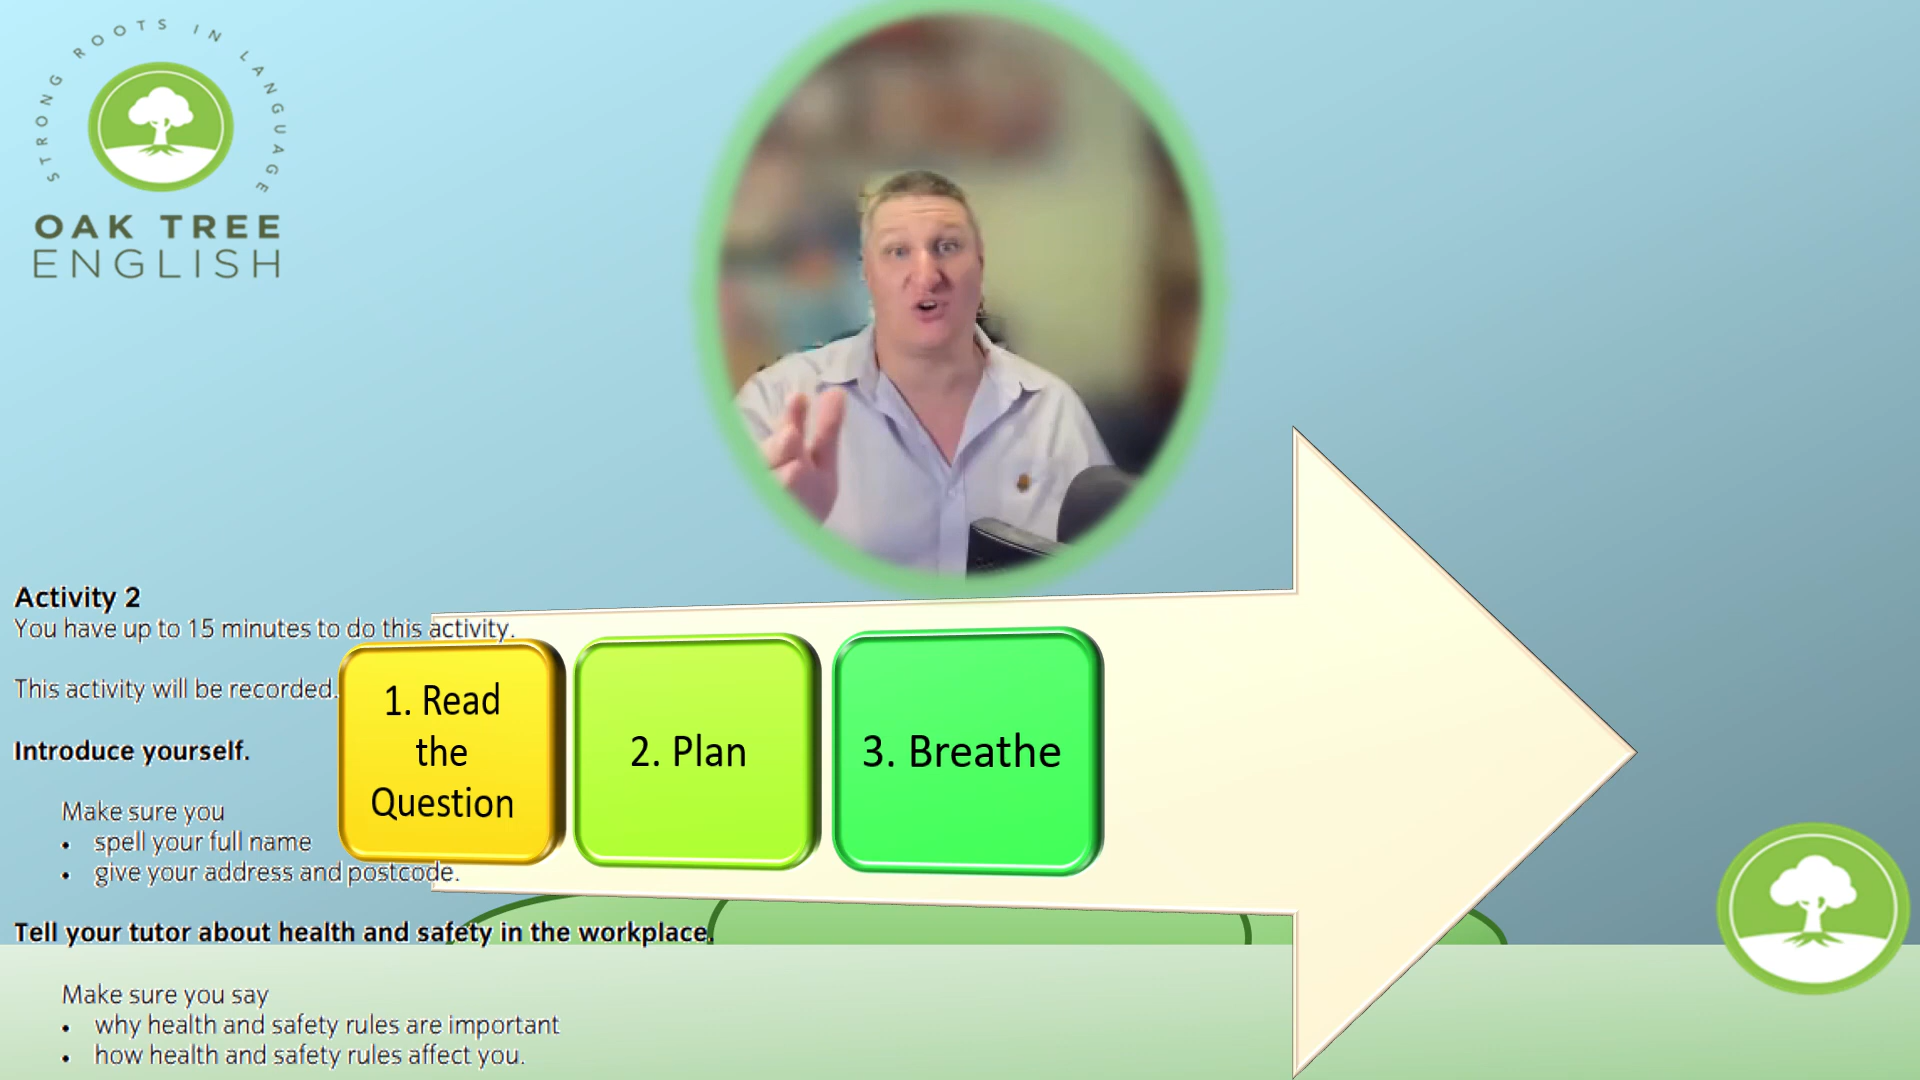 STRONG ROOTS IN LANGUAGE
OAK TREE
ENGLISH
Activity 2
You have up to 15 minutes to do this activity.
This activity will be recorded.
Introduce yourself.
Make sure you
• spell your full name
• give your address and postcode.
Tell your tutor about health and safety in the workplace.
Make sure you say
• why health and safety rules are important
• how health and safety rules affect you.
1. Read
the
Question
2. Plan
3. Breathe